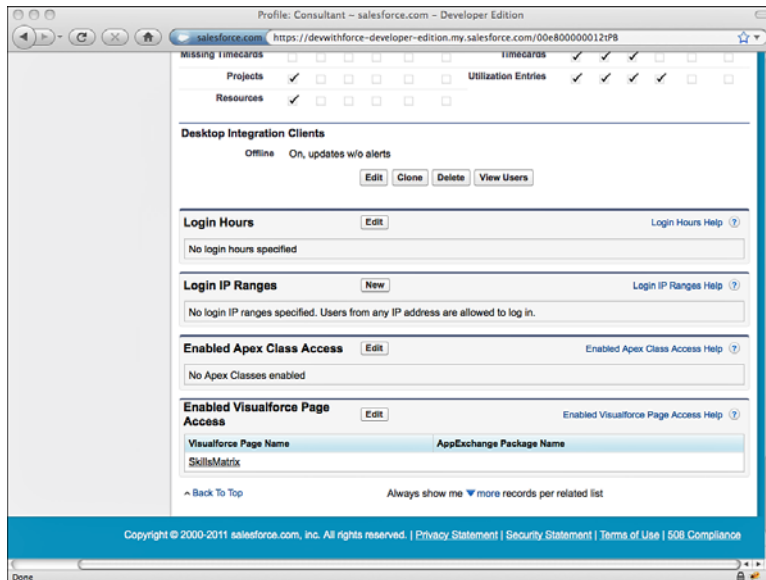 Profile: Consultant ~ salesforce.com – Developer Edition
salesforce.com https://devwithforce-developer-edition.my.salesforce.com/00e800000012tPB
Missing Timecards Timecards
Projects Utilization Entries
Resources
Desktop Integration Clients
Offline On, updates w/o alerts
Edit Clone Delete View Users
Login Hours Edit Login Hours Help ?
No login hours specified
Login IP Ranges New Login IP Ranges Help ?
No login IP ranges specified. Users from any IP address are allowed to log in.
Enabled Apex Class Access Edit Enabled Apex Class Access Help ?
No Apex Classes enabled
Enabled Visualforce Page
Access Edit Enabled Visualforce Page Access Help ?
Visualforce Page Name AppExchange Package Name
SkillsMatrix
Back To Top Always show me more records per related list
Copyright © 2000-2011 salesforce.com, inc. All rights reserved. | Privacy Statement | Security Statement | Terms of Use | 508 Compliance
Done